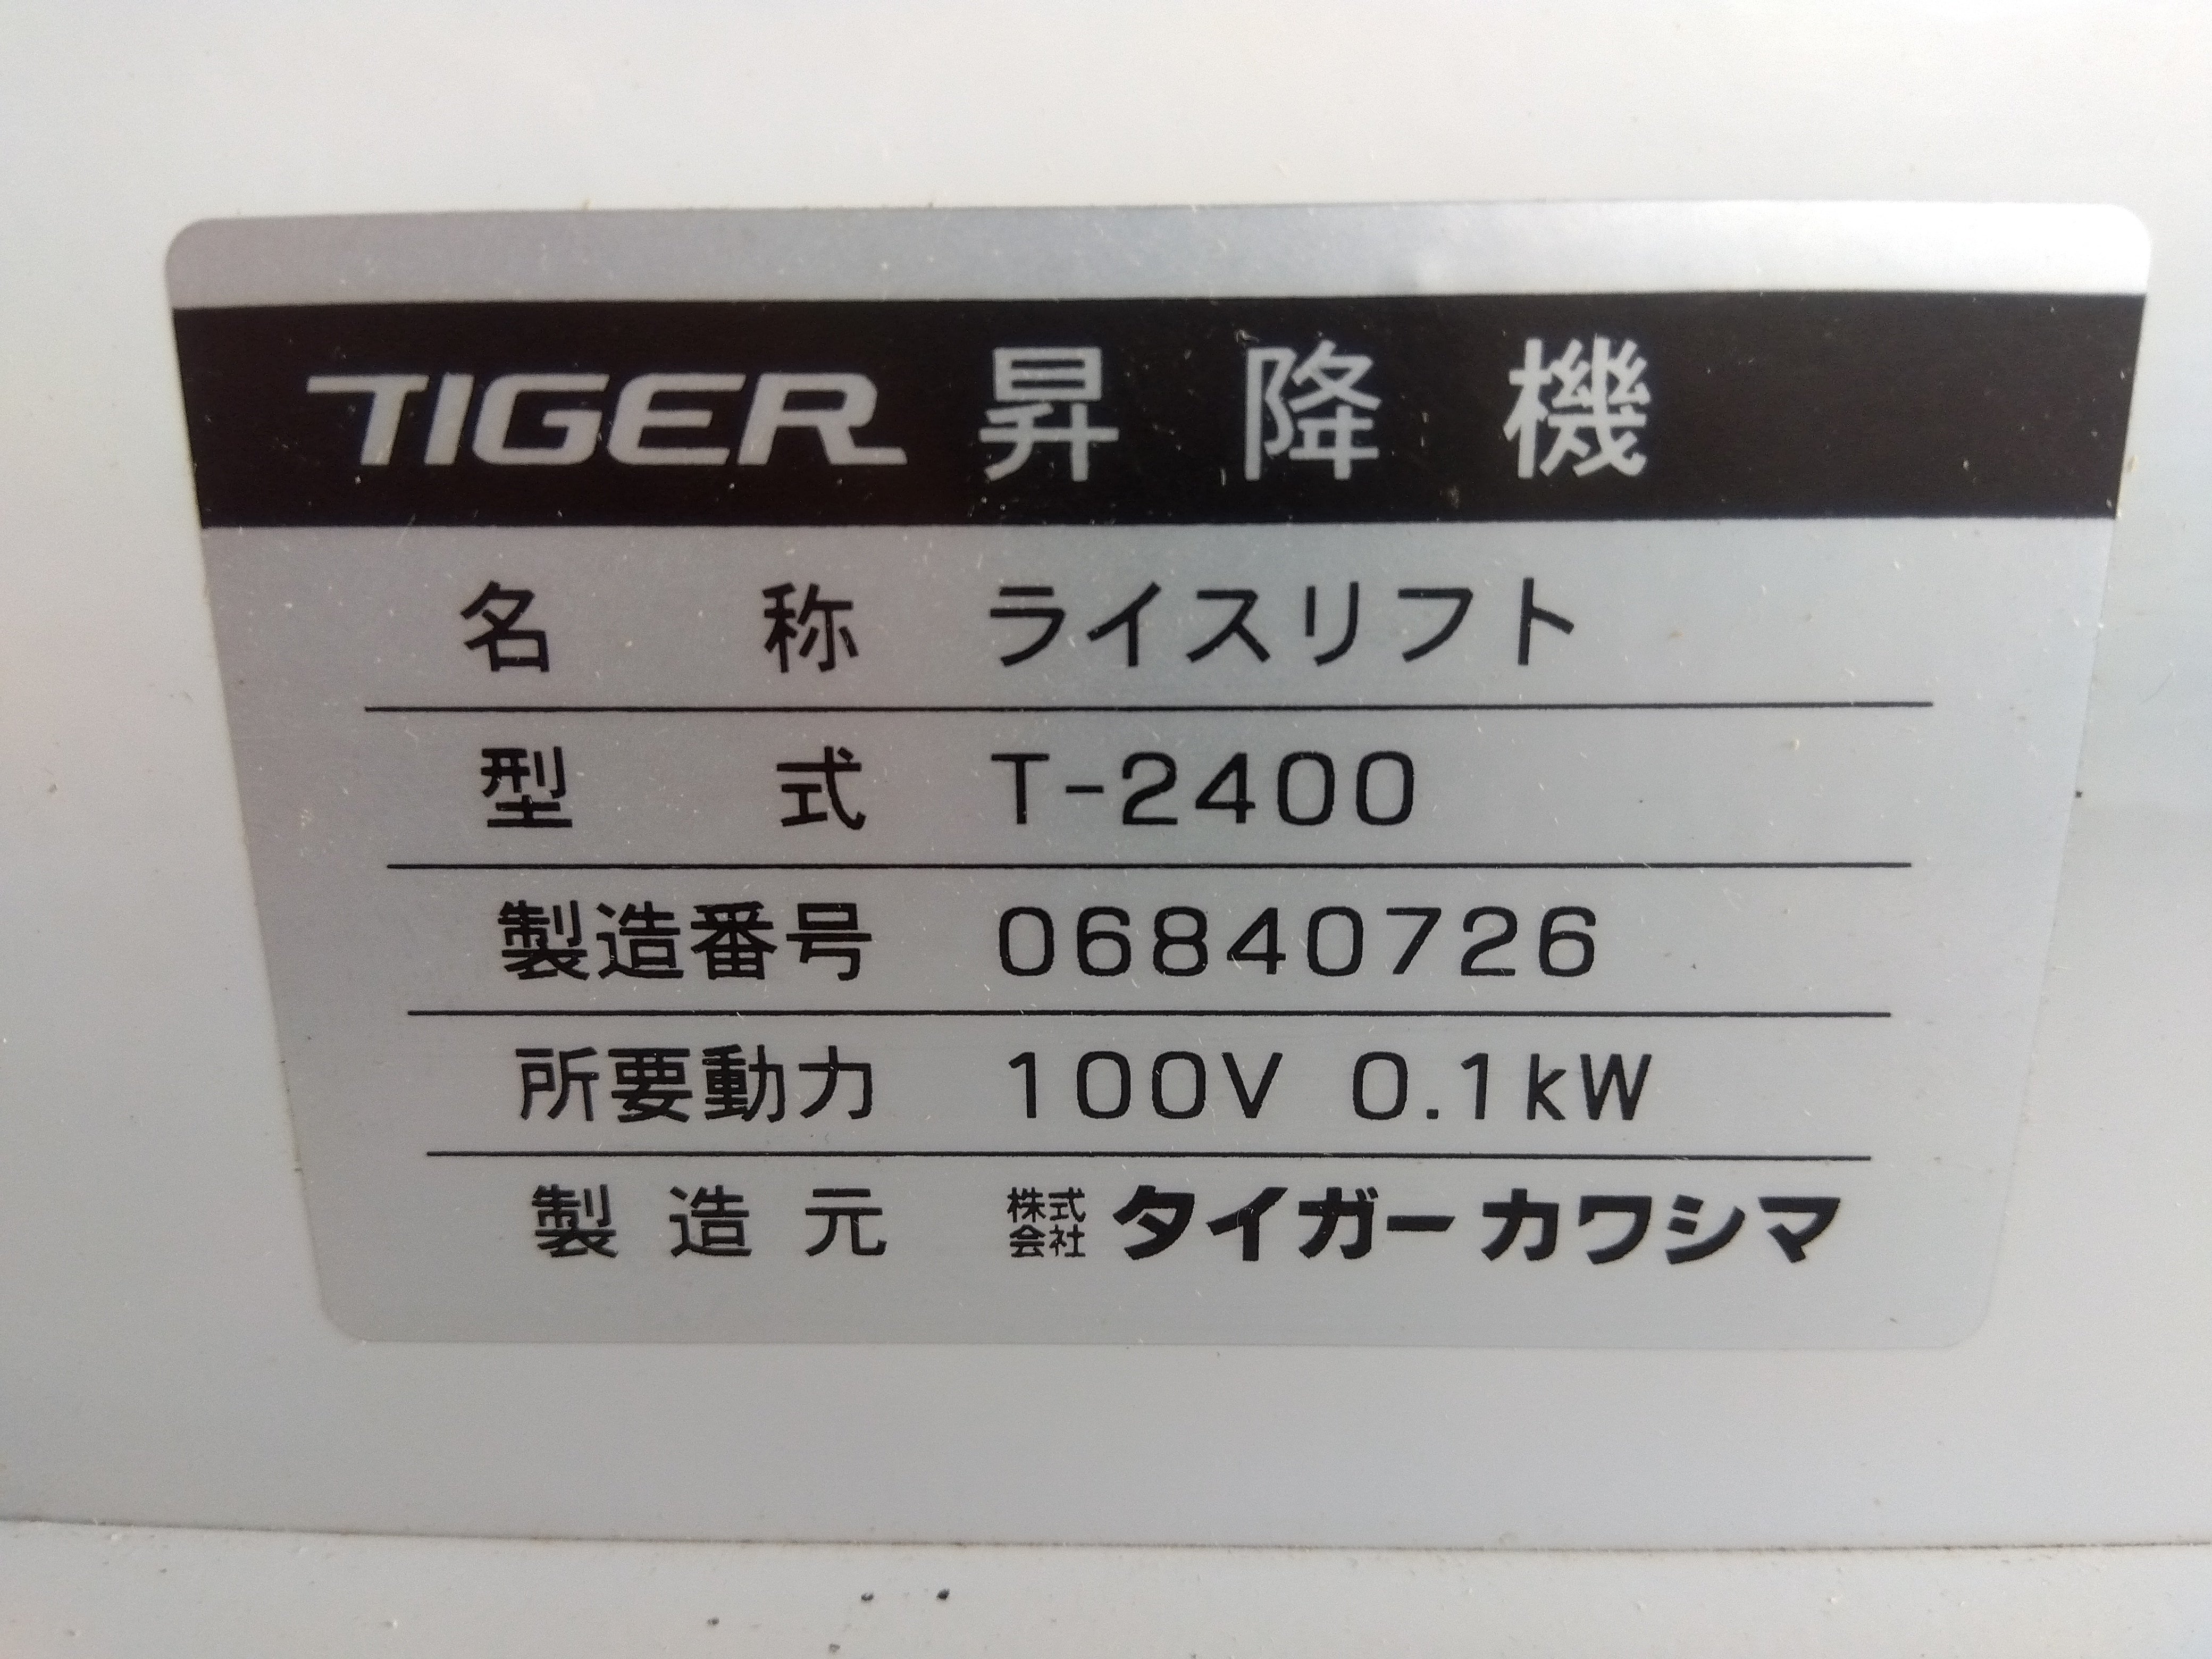 TIGER 昇降機
名称 ライスリフト
型式 T-2400
製造番号 06840726
所要動力 100V 0.1kW
製造元 株式会社 タイガーカワシマ